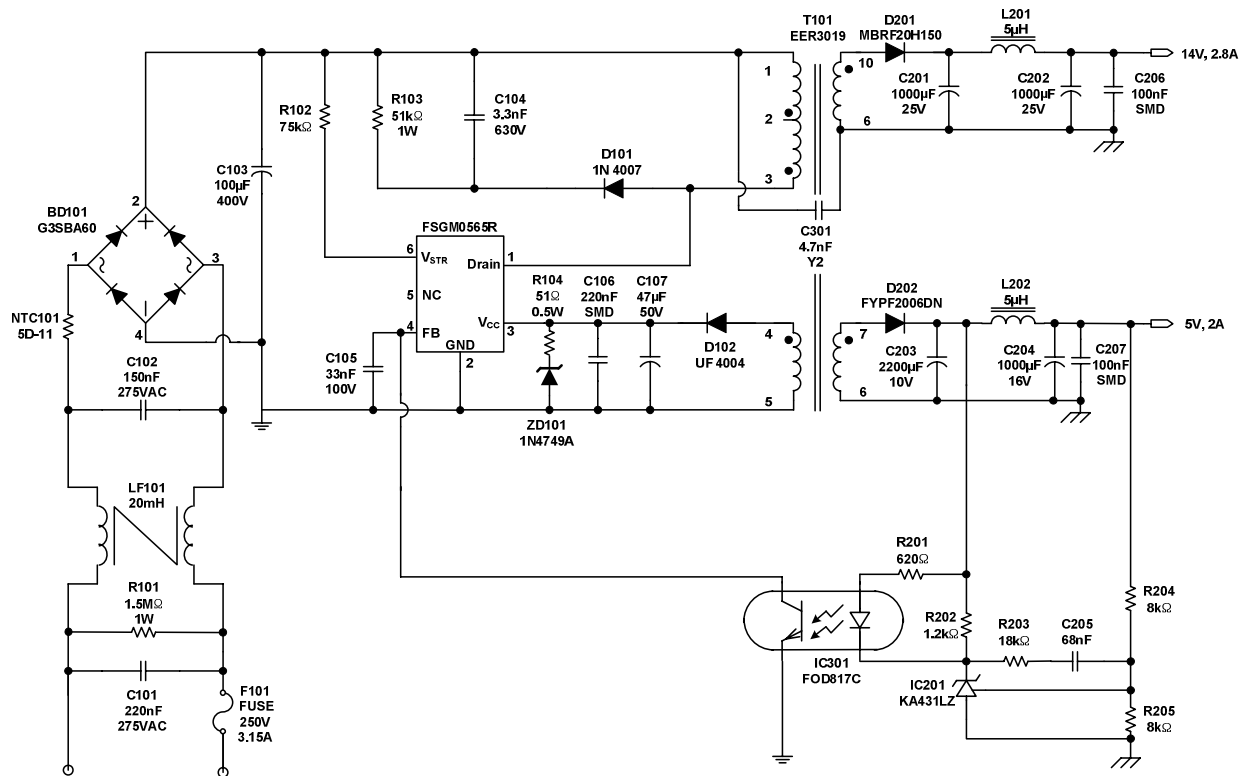 T101
EER3019
D201
MBRF20H150
L201
5μH
14V, 2.8A
1
2
3
10
6
C201
1000μF
25V
C202
1000μF
25V
C206
100nF
SMD
R102
75kΩ
R103
51kΩ
1W
C104
3.3nF
630V
D101
1N 4007
C103
100μF
400V
BD101
G3SBA60
2
1
3
4
NTC101
5D-11
C102
150nF
275VAC
LF101
20mH
R101
1.5MΩ
1W
C101
220nF
275VAC
F101
FUSE
250V
3.15A
FSGM0565R
6
VSTR
Drain
1
5
NC
4
FB
VCC
3
GND
2
C105
33nF
100V
R104
51Ω
0.5W
C106
220nF
SMD
C107
47μF
50V
ZD101
1N4749A
D102
UF 4004
C301
4.7nF
Y2
4
5
7
6
D202
FYPF2006DN
L202
5μH
5V, 2A
C203
2200μF
10V
C204
1000μF
16V
C207
100nF
SMD
R201
620Ω
R202
1.2kΩ
R203
18kΩ
C205
68nF
R204
8kΩ
IC301
FOD817C
IC201
KA431LZ
R205
8kΩ